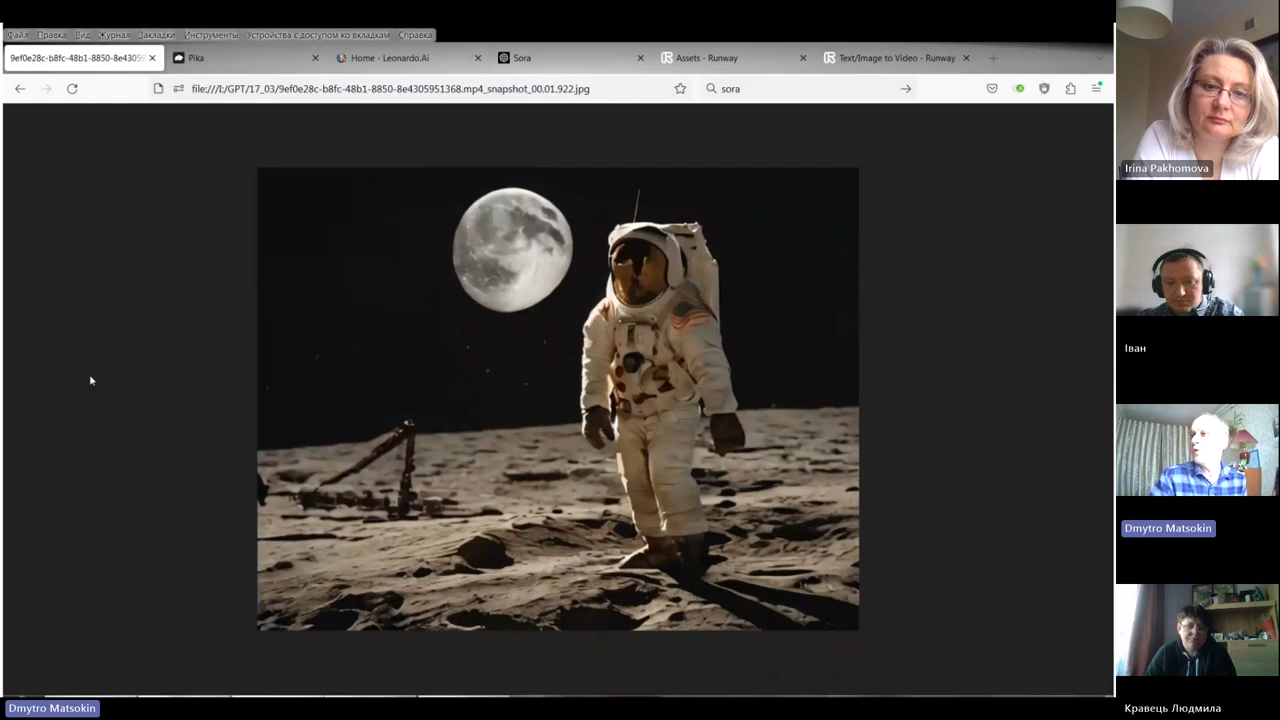 Файл Правка Вид Журнал Закладки Инструменты Устройства с доступом ко вкладкам Справка
9ef0e28c-b8fc-48b1-8850-8e4305 Pika Home - Leonardo.Ai Sora Assets - Runway Text/Image to Video - Runway
file:///I:/GPT/17_03/9ef0e28c-b8fc-48b1-8850-8e4305951368.mp4_snapshot_00.01.922.jpg sora
Irina Pakhomova
Іван
Dmytro Matsokin
Dmytro Matsokin
Кравець Людмила